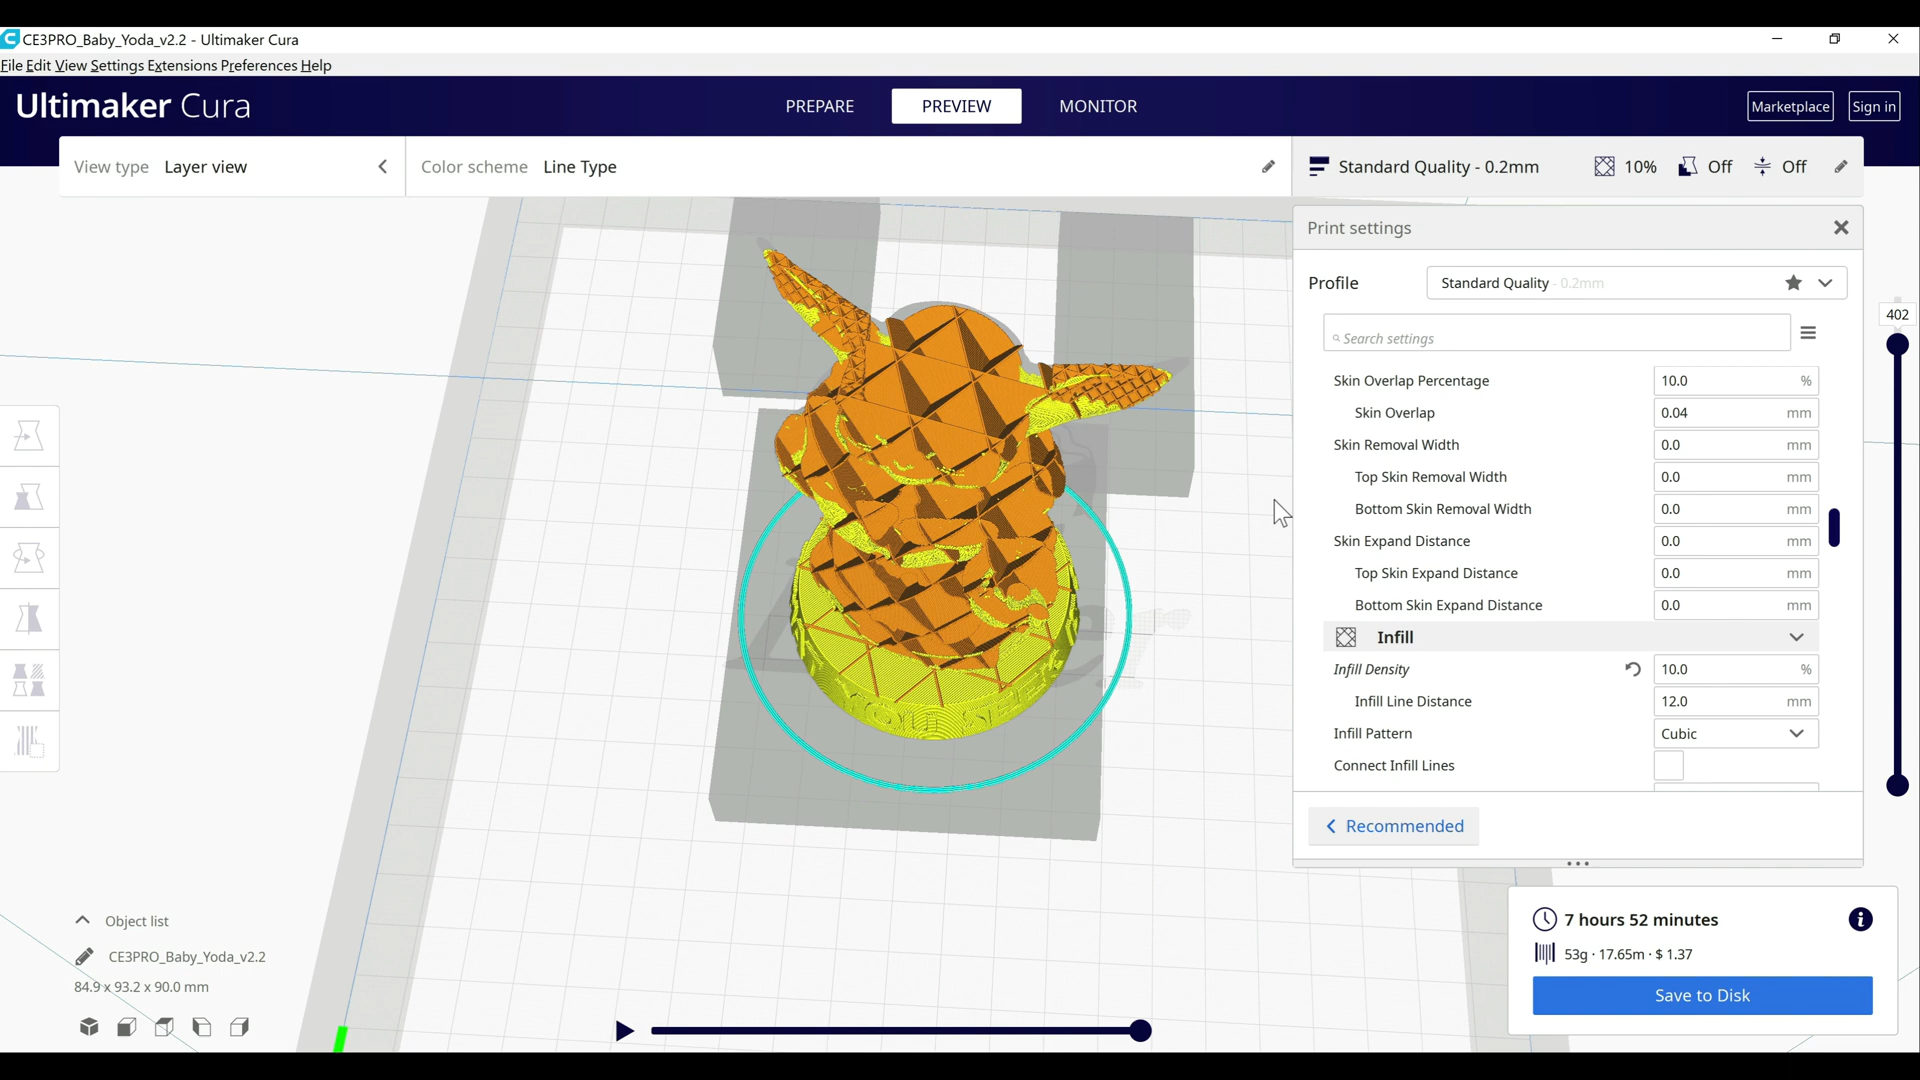 CE3PRO_Baby_Yoda_v2.2 - Ultimaker Cura
File Edit View Settings Extensions Preferences Help
Ultimaker Cura
PREPARE
PREVIEW
MONITOR
Marketplace
Sign in
View type Layer view
Color scheme Line Type
Standard Quality - 0.2mm
10%
Off
Off
Print settings
Profile
Standard Quality - 0.2mm
Search settings
402
Skin Overlap Percentage 10.0 %
Skin Overlap 0.04 mm
Skin Removal Width 0.0 mm
Top Skin Removal Width 0.0 mm
Bottom Skin Removal Width 0.0 mm
Skin Expand Distance 0.0 mm
Top Skin Expand Distance 0.0 mm
Bottom Skin Expand Distance 0.0 mm
Infill
Infill Density 10.0 %
Infill Line Distance 12.0 mm
Infill Pattern Cubic
Connect Infill Lines
Recommended
Object list
CE3PRO_Baby_Yoda_v2.2
84.9 x 93.2 x 90.0 mm
7 hours 52 minutes
53g · 17.65m · $ 1.37
Save to Disk